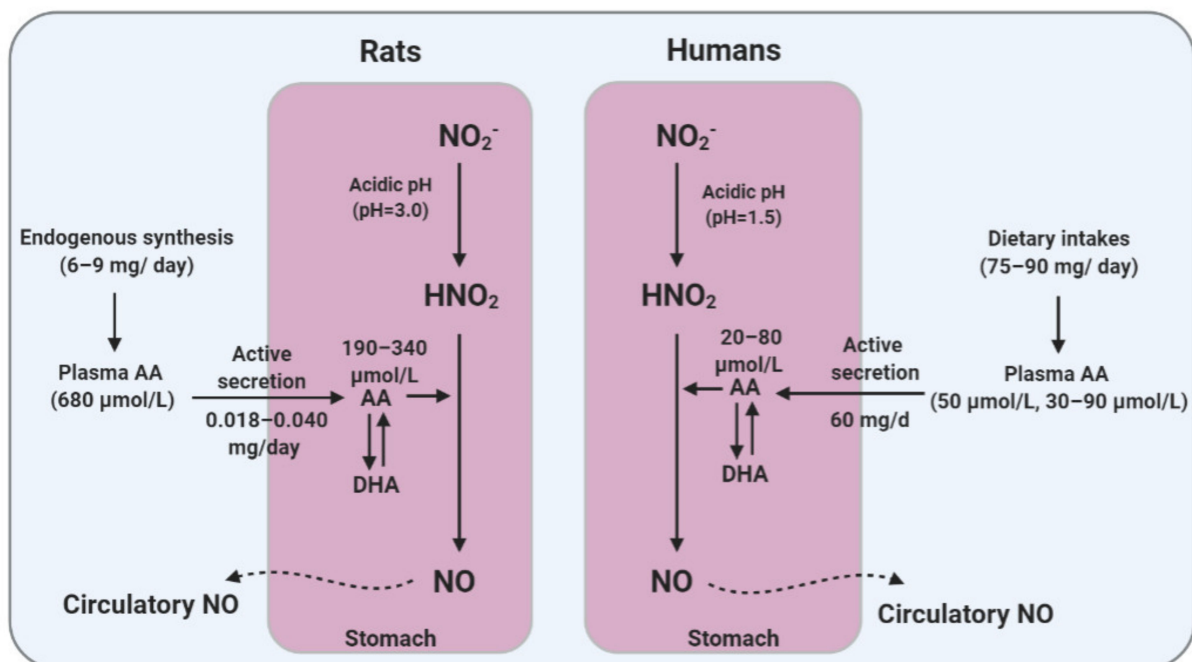 Rats
Humans
NO₂⁻
Acidic pH
(pH=3.0)
Endogenous synthesis
(6–9 mg/ day)
HNO₂
Plasma AA
(680 µmol/L)
Active
secretion
0.018–0.040
mg/day
190–340
µmol/L
AA
DHA
NO
Circulatory NO
Stomach
NO₂⁻
Acidic pH
(pH=1.5)
Dietary intakes
(75–90 mg/ day)
HNO₂
20–80
µmol/L
AA
DHA
Active
secretion
60 mg/d
Plasma AA
(50 µmol/L, 30–90 µmol/L)
NO
Circulatory NO
Stomach